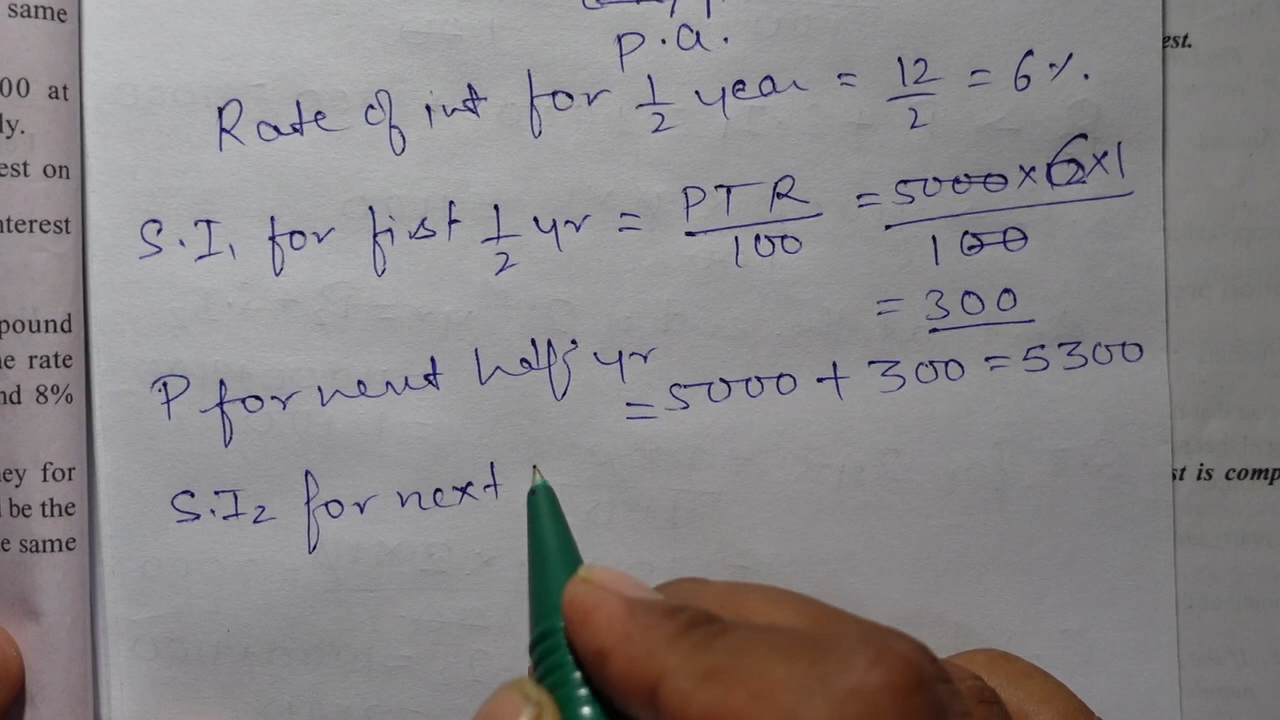 same
00 at
ly.
est on
nterest
pound
e rate
nd 8%
ey for
be the
e same
P.a.
Rate of int for 1/2 year = 12/2 = 6%.
S.I₁ for first 1/2 yr = PTR/100 = 5000×6×1/100
= 300
P for next half yr = 5000 + 300 = 5300
S.I₂ for next
est.
st is comp